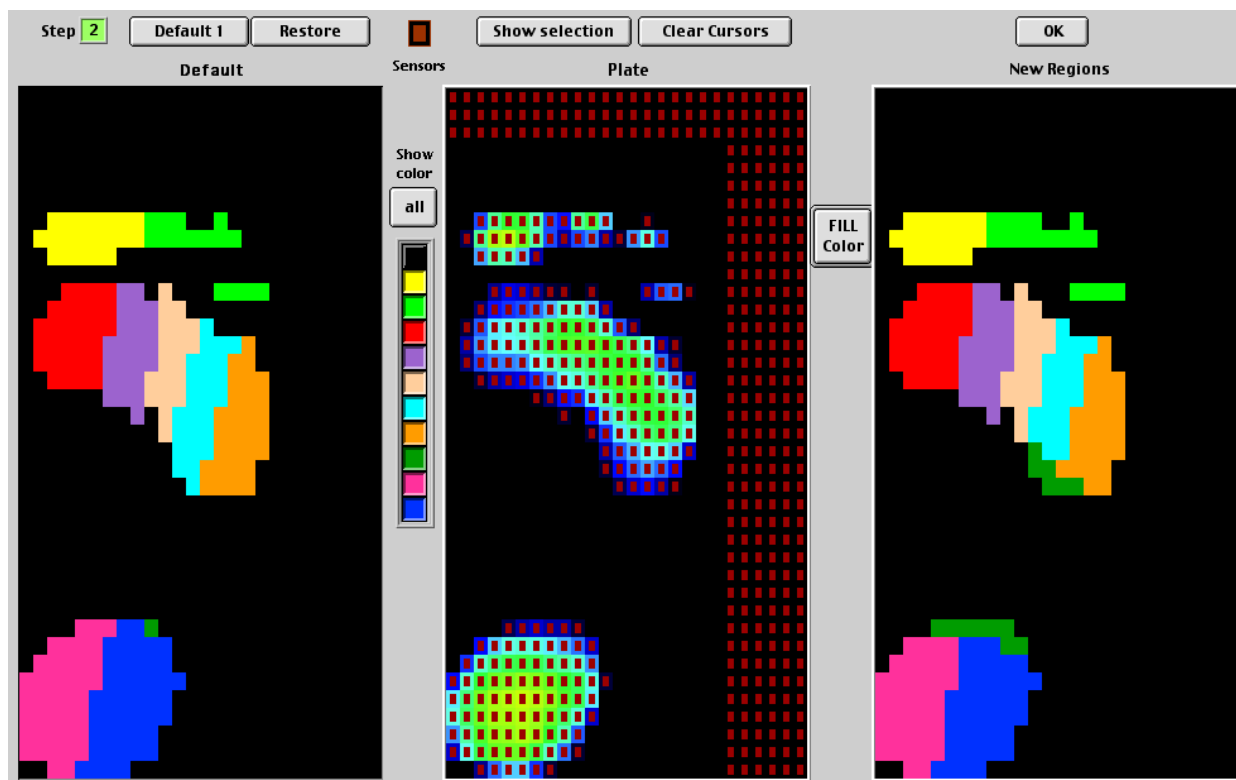 Step 2 Default 1 Restore Show selection Clear Cursors OK
Sensors
Default Plate New Regions
Show
color
all
FILL
Color